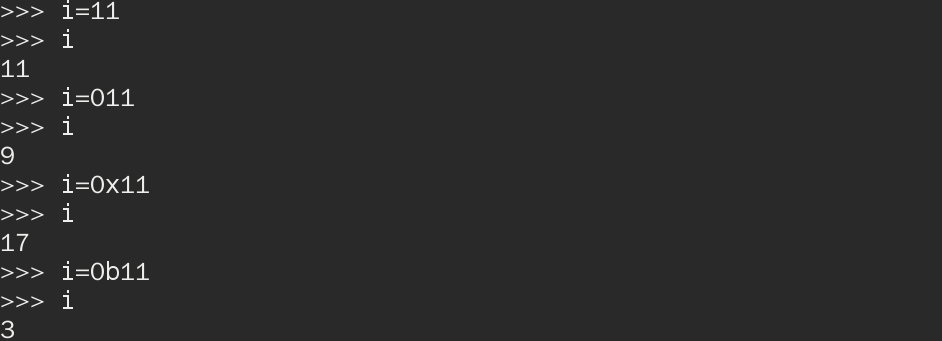 >>> i=11
>>> i
11
>>> i=011
>>> i
9
>>> i=0x11
>>> i
17
>>> i=0b11
>>> i
3